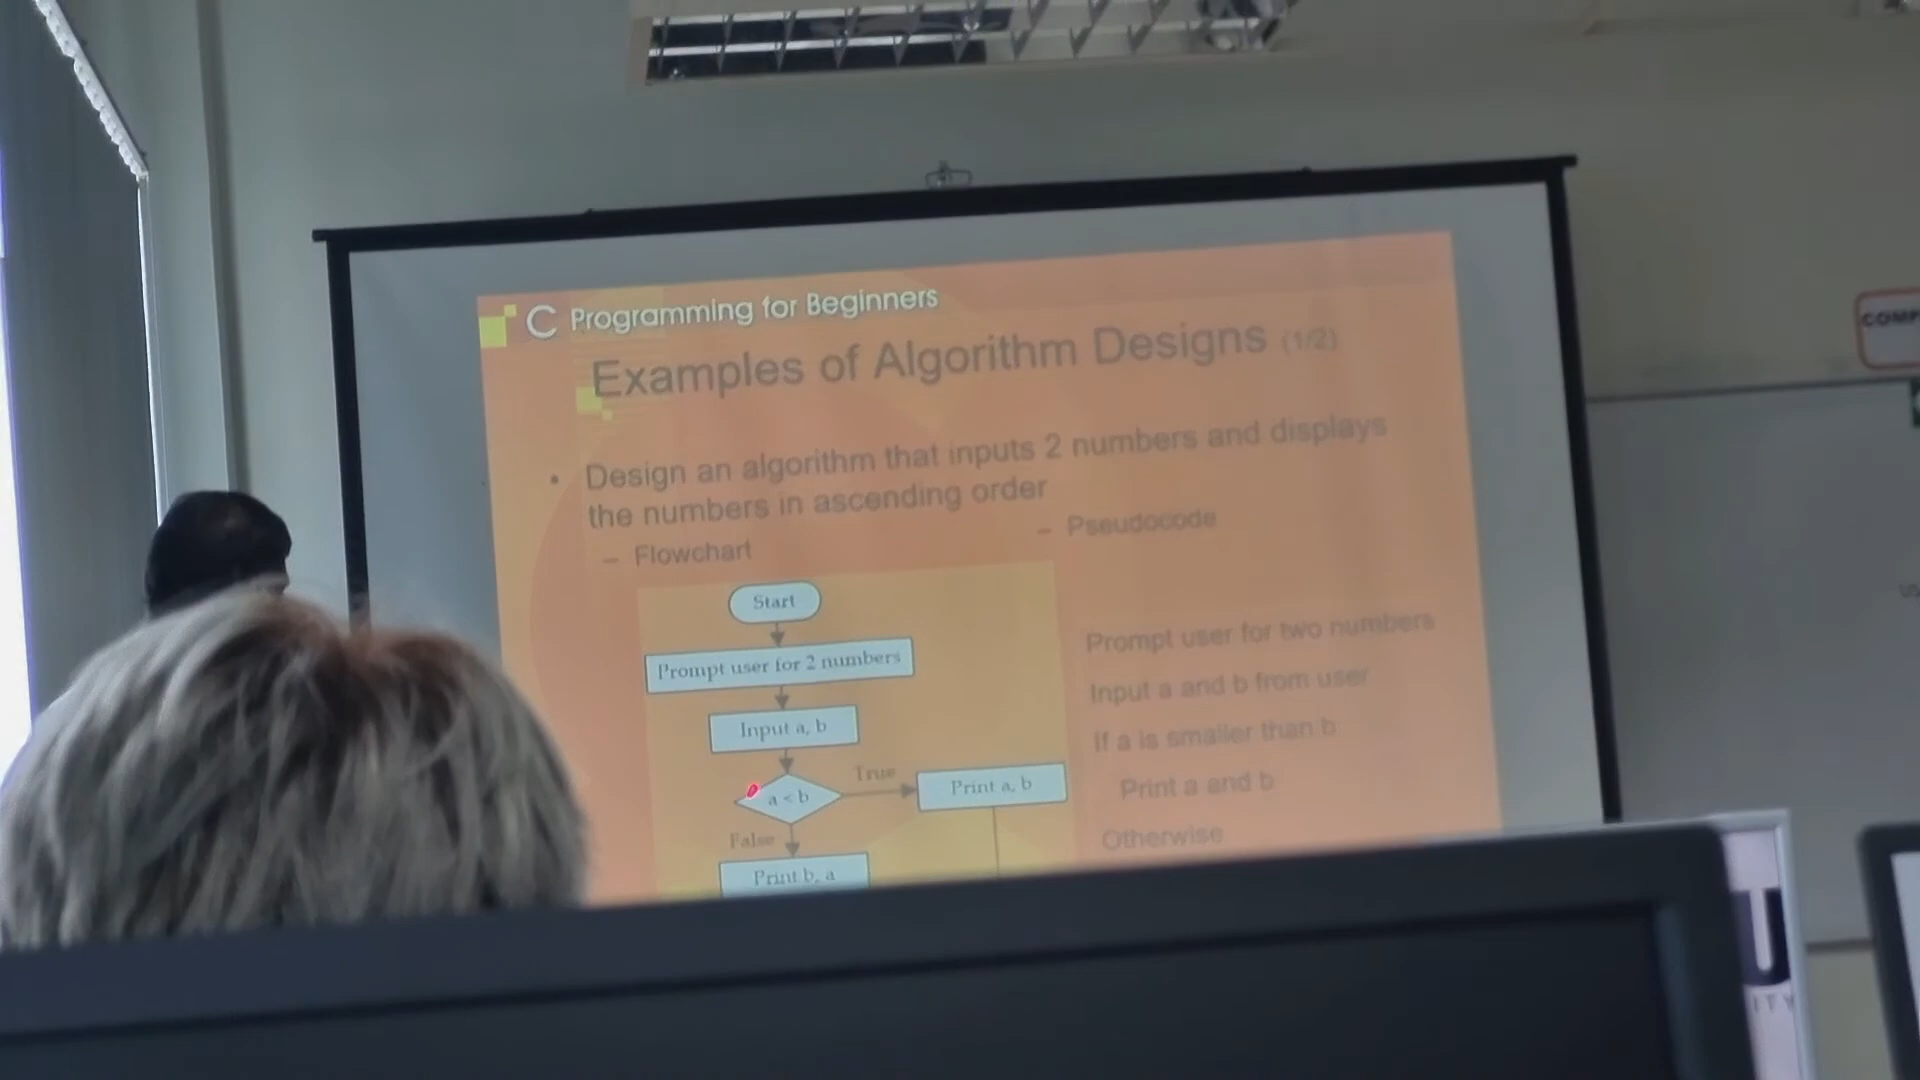 C Programming for Beginners
Examples of Algorithm Designs (1/2)
• Design an algorithm that inputs 2 numbers and displays
the numbers in ascending order
– Flowchart
– Pseudocode
Start
Prompt user for 2 numbers
Input a, b
a < b
True
Print a, b
False
Print b, a
Prompt user for two numbers
Input a and b from user
If a is smaller than b
Print a and b
Otherwise
COMP
U
ITY